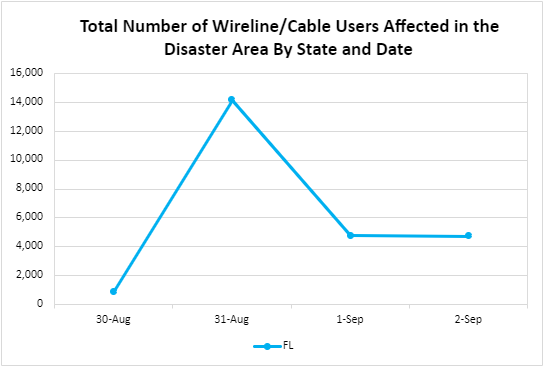 Total Number of Wireline/Cable Users Affected in the
Disaster Area By State and Date
16,000
14,000
12,000
10,000
8,000
6,000
4,000
2,000
0
30-Aug 31-Aug 1-Sep 2-Sep
FL